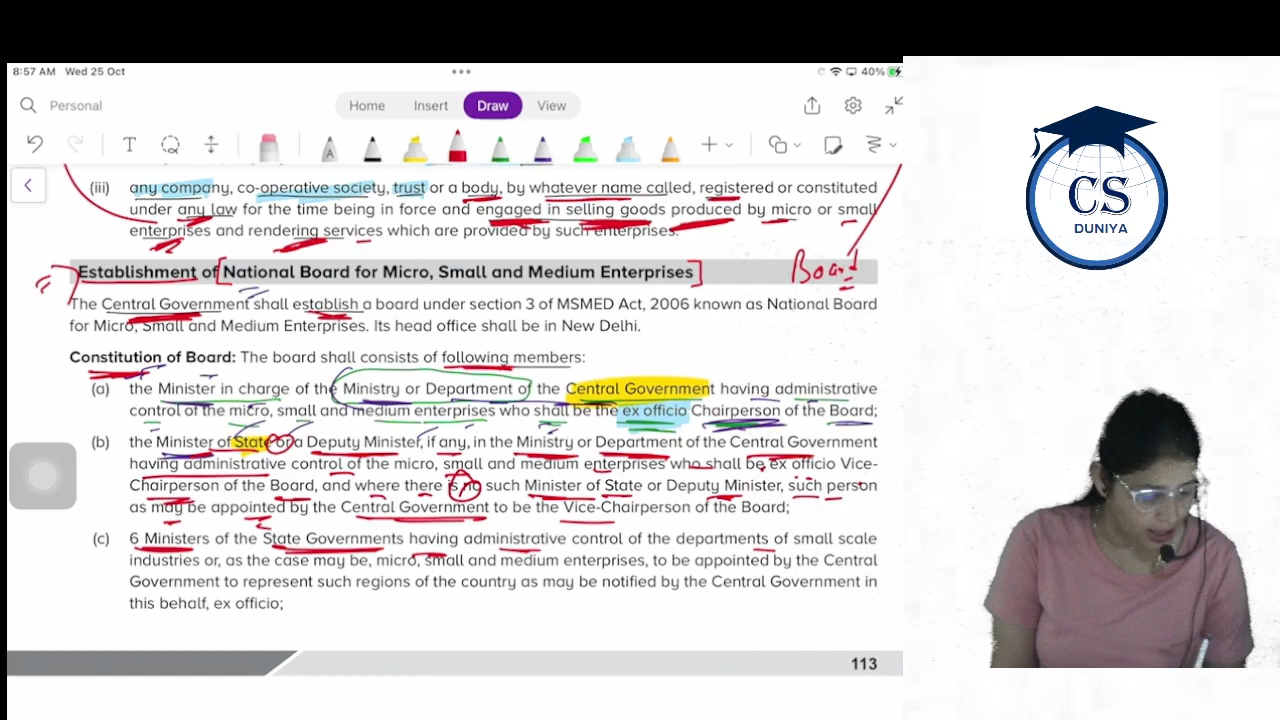 8:57 AM Wed 25 Oct
40%
Personal
Home Insert Draw View
(iii) any company, co-operative society, trust or a body, by whatever name called, registered or constituted
under any law for the time being in force and engaged in selling goods produced by micro or small
enterprises and rendering services which are provided by such enterprises.
Establishment of National Board for Micro, Small and Medium Enterprises
Board
The Central Government shall establish a board under section 3 of MSMED Act, 2006 known as National Board
for Micro, Small and Medium Enterprises. Its head office shall be in New Delhi.
Constitution of Board: The board shall consists of following members:
(a) the Minister in charge of the Ministry or Department of the Central Government having administrative
control of the micro, small and medium enterprises who shall be the ex officio Chairperson of the Board;
(b) the Minister of State or a Deputy Minister, if any, in the Ministry or Department of the Central Government
having administrative control of the micro, small and medium enterprises who shall be, ex officio Vice-
Chairperson of the Board, and where there is no such Minister of State or Deputy Minister, such person
as may be appointed by the Central Government to be the Vice-Chairperson of the Board;
(c) 6 Ministers of the State Governments having administrative control of the departments of small scale
industries or, as the case may be, micro, small and medium enterprises, to be appointed by the Central
Government to represent such regions of the country as may be notified by the Central Government in
this behalf, ex officio;
113
CS
DUNIYA